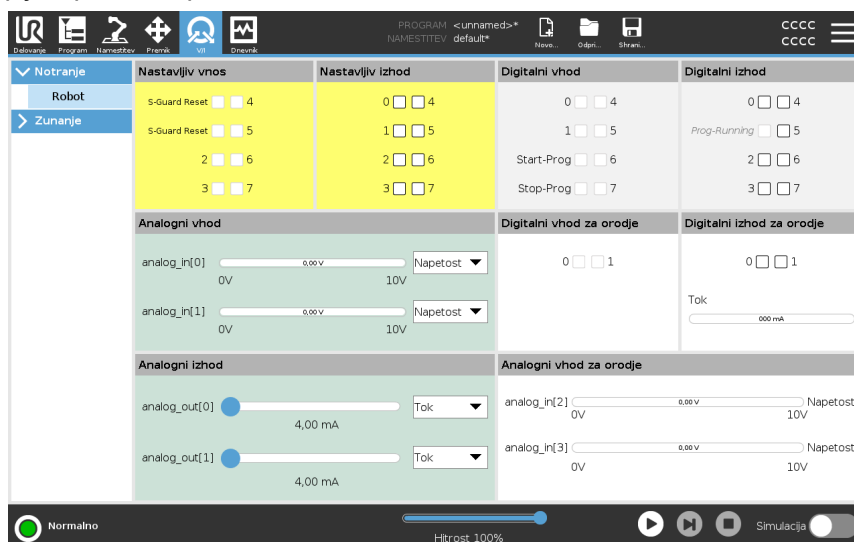 PROGRAM <unnamed>*
NAMESTITEV default*
CCCC
CCCC
Delovanje Program Namestitev Premik V/I Dnevnik Novo... Odpri... Shrani...
Notranje
Robot
Zunanje
Nastavljiv vnos
S-Guard Reset 4
S-Guard Reset 5
2 6
3 7
Nastavljiv izhod
0 4
1 5
2 6
3 7
Digitalni vhod
0 4
1 5
Start-Prog 6
Stop-Prog 7
Digitalni izhod
0 4
Prog-Running 5
2 6
3 7
Analogni vhod
analog_in[0] 0,00 V Napetost
0V 10V
analog_in[1] 0,00 V Napetost
0V 10V
Digitalni vhod za orodje
0 1
Digitalni izhod za orodje
0 1
Tok
000 mA
Analogni izhod
analog_out[0] Tok
4,00 mA
analog_out[1] Tok
4,00 mA
Analogni vhod za orodje
analog_in[2] 0,00 V Napetost
0V 10V
analog_in[3] 0,00 V Napetost
0V 10V
Normalno
Hitrost 100%
Simulacija